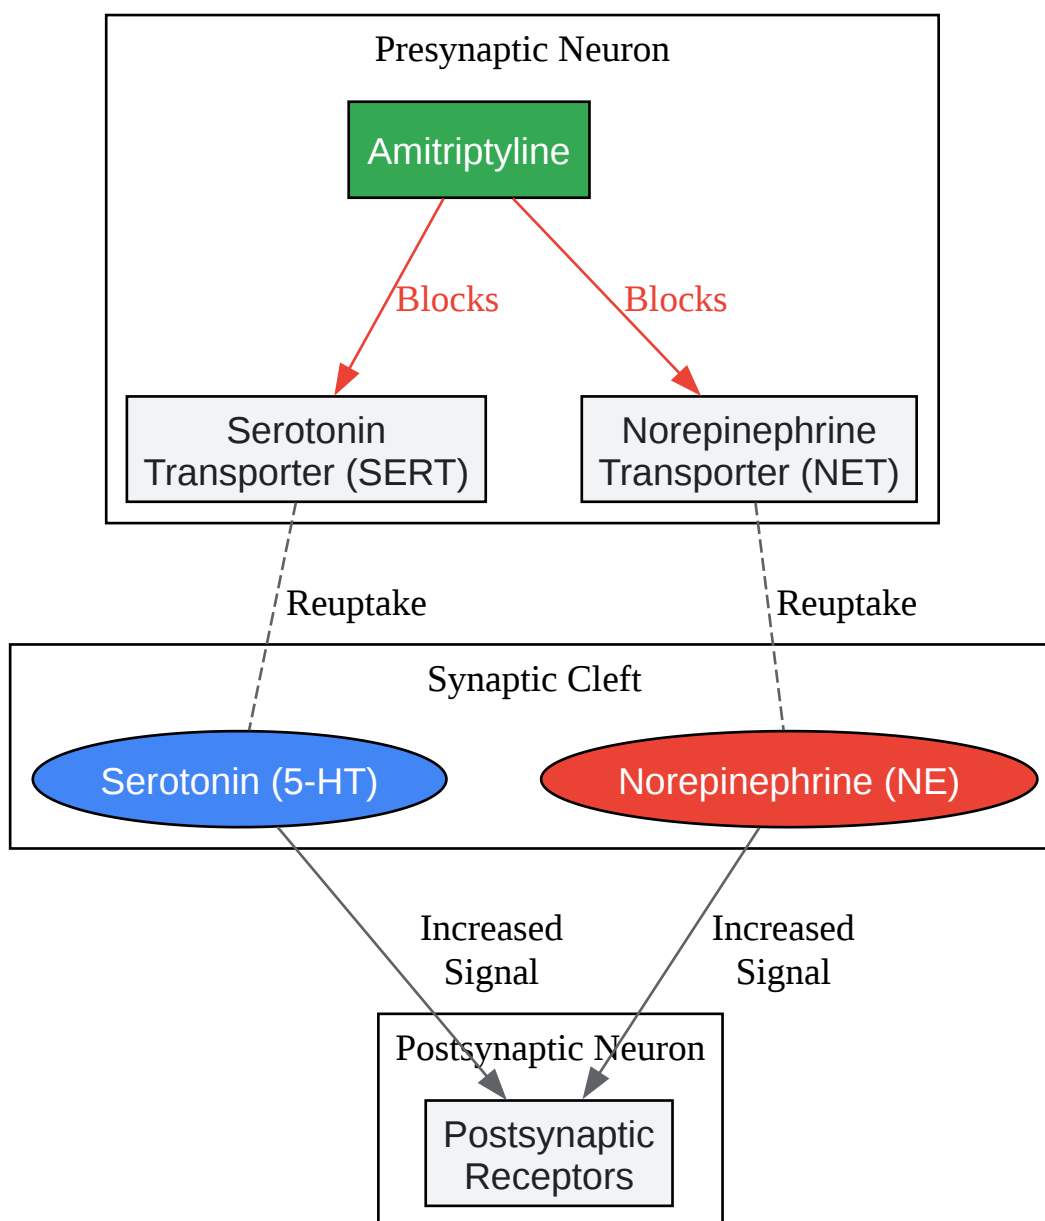 Presynaptic Neuron
Amitriptyline
Blocks
Blocks
Serotonin
Transporter (SERT)
Norepinephrine
Transporter (NET)
Reuptake
Reuptake
Synaptic Cleft
Serotonin (5-HT)
Norepinephrine (NE)
Increased
Signal
Increased
Signal
Postsynaptic Neuron
Postsynaptic
Receptors